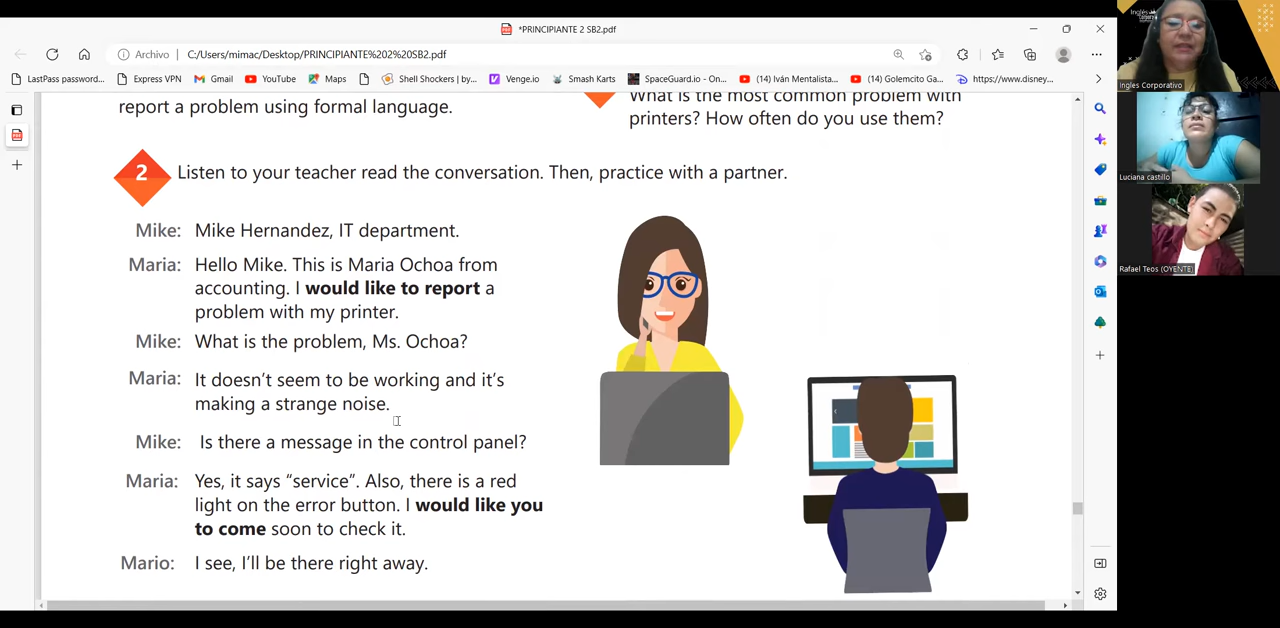 *PRINCIPIANTE 2 SB2.pdf
Archivo C:/Users/mimac/Desktop/PRINCIPIANTE%202%20SB2.pdf
LastPass password... Express VPN Gmail YouTube Maps Shell Shockers | by... Venge.io Smash Karts SpaceGuard.io - On... (14) Iván Mentalista... (14) Golemcito Ga... https://www.disney...
report a problem using formal language.
What is the most common problem with
printers? How often do you use them?
2 Listen to your teacher read the conversation. Then, practice with a partner.
Mike: Mike Hernandez, IT department.
Maria: Hello Mike. This is Maria Ochoa from
accounting. I would like to report a
problem with my printer.
Mike: What is the problem, Ms. Ochoa?
Maria: It doesn't seem to be working and it's
making a strange noise.
Mike: Is there a message in the control panel?
Maria: Yes, it says "service". Also, there is a red
light on the error button. I would like you
to come soon to check it.
Mario: I see, I'll be there right away.
Inglés
Ingles Corporativo
Luciana castillo
Rafael Teos (OYENTE)